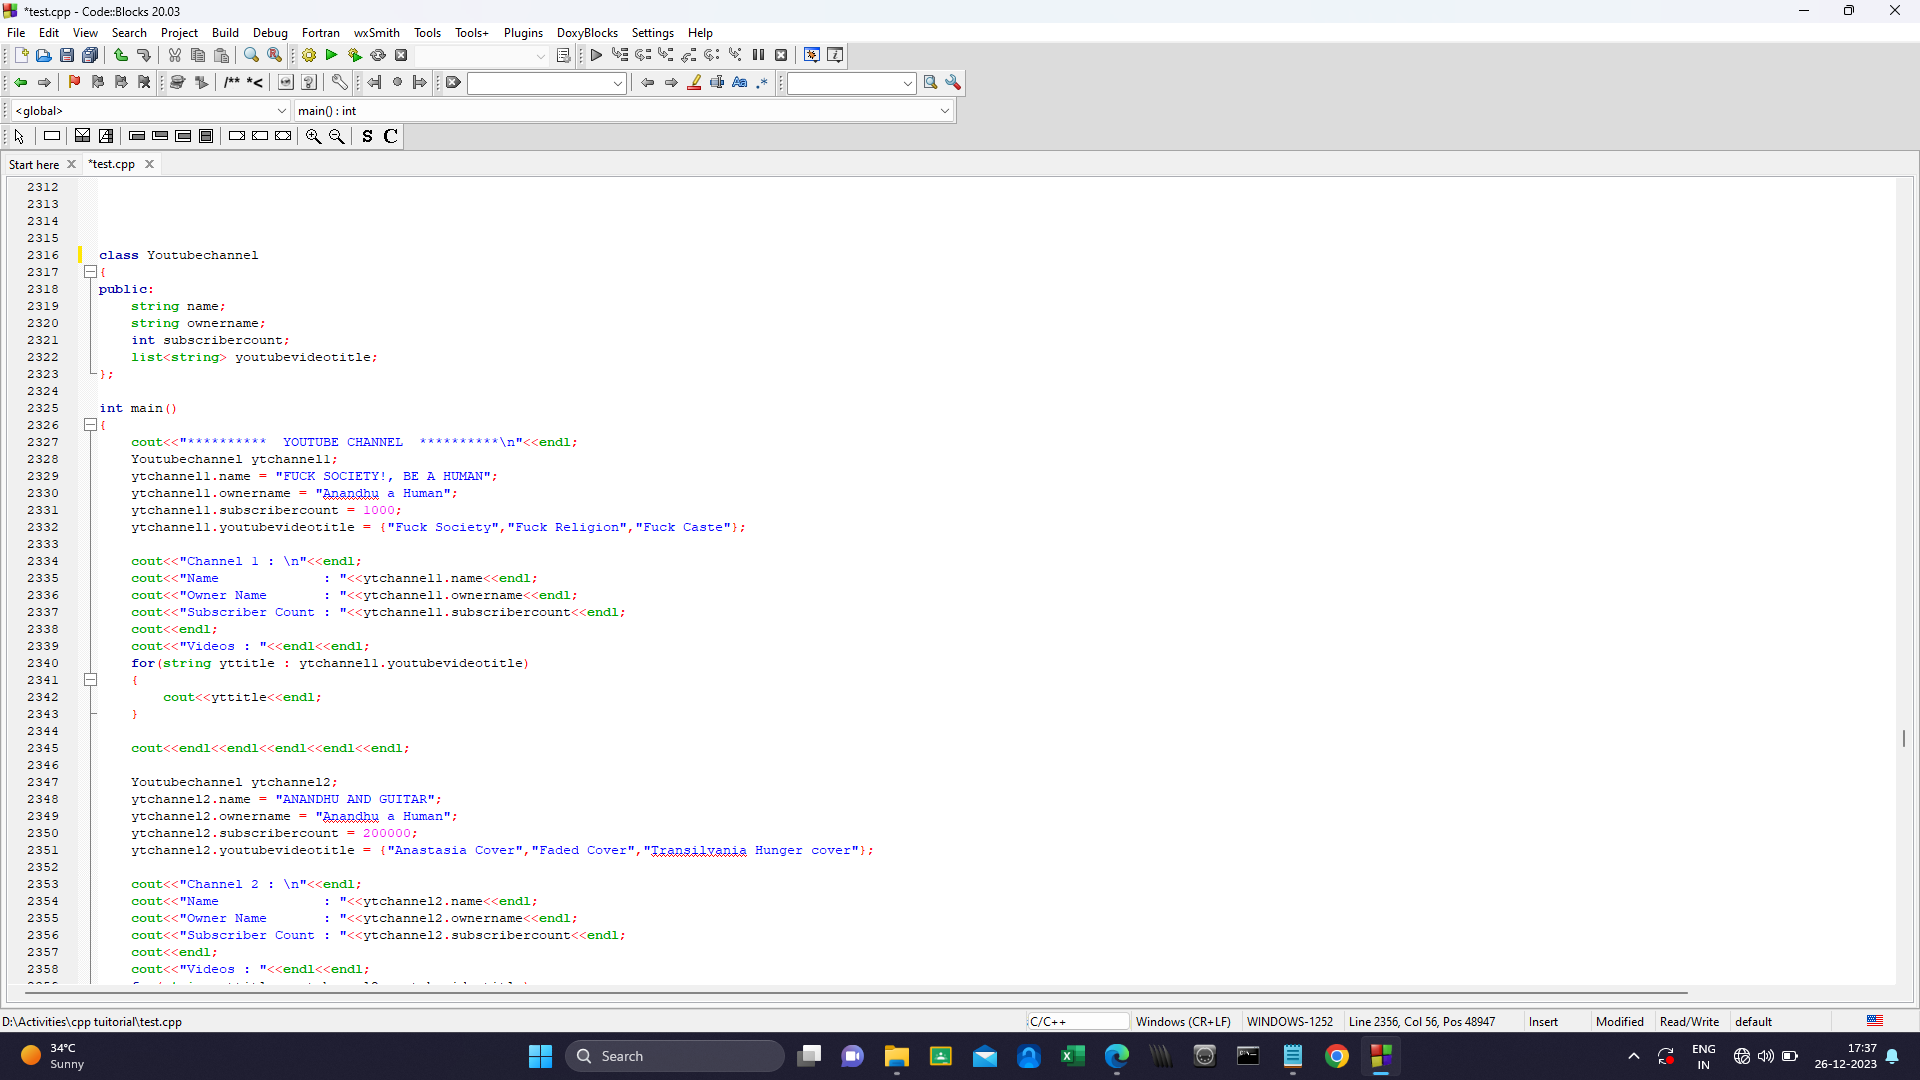 *test.cpp - Code::Blocks 20.03
File Edit View Search Project Build Debug Fortran wxSmith Tools Tools+ Plugins DoxyBlocks Settings Help
/** *<
<global> main() : int
S C
Start here *test.cpp
2312
2313
2314
2315
2316 class Youtubechannel
2317 {
2318 public:
2319 string name;
2320 string ownername;
2321 int subscribercount;
2322 list<string> youtubevideotitle;
2323 };
2324
2325 int main()
2326 {
2327 cout<<"********** YOUTUBE CHANNEL **********\n"<<endl;
2328 Youtubechannel ytchannel1;
2329 ytchannel1.name = "FUCK SOCIETY!, BE A HUMAN";
2330 ytchannel1.ownername = "Anandhu a Human";
2331 ytchannel1.subscribercount = 1000;
2332 ytchannel1.youtubevideotitle = {"Fuck Society","Fuck Religion","Fuck Caste"};
2333
2334 cout<<"Channel 1 : \n"<<endl;
2335 cout<<"Name : "<<ytchannel1.name<<endl;
2336 cout<<"Owner Name : "<<ytchannel1.ownername<<endl;
2337 cout<<"Subscriber Count : "<<ytchannel1.subscribercount<<endl;
2338 cout<<endl;
2339 cout<<"Videos : "<<endl<<endl;
2340 for(string yttitle : ytchannel1.youtubevideotitle)
2341 {
2342 cout<<yttitle<<endl;
2343 }
2344
2345 cout<<endl<<endl<<endl<<endl<<endl;
2346
2347 Youtubechannel ytchannel2;
2348 ytchannel2.name = "ANANDHU AND GUITAR";
2349 ytchannel2.ownername = "Anandhu a Human";
2350 ytchannel2.subscribercount = 200000;
2351 ytchannel2.youtubevideotitle = {"Anastasia Cover","Faded Cover","Transilvania Hunger cover"};
2352
2353 cout<<"Channel 2 : \n"<<endl;
2354 cout<<"Name : "<<ytchannel2.name<<endl;
2355 cout<<"Owner Name : "<<ytchannel2.ownername<<endl;
2356 cout<<"Subscriber Count : "<<ytchannel2.subscribercount<<endl;
2357 cout<<endl;
2358 cout<<"Videos : "<<endl<<endl;
D:\Activities\cpp tuitorial\test.cpp C/C++ Windows (CR+LF) WINDOWS-1252 Line 2356, Col 56, Pos 48947 Insert Modified Read/Write default
34°C
Sunny
Search
ENG
IN
17:37
26-12-2023